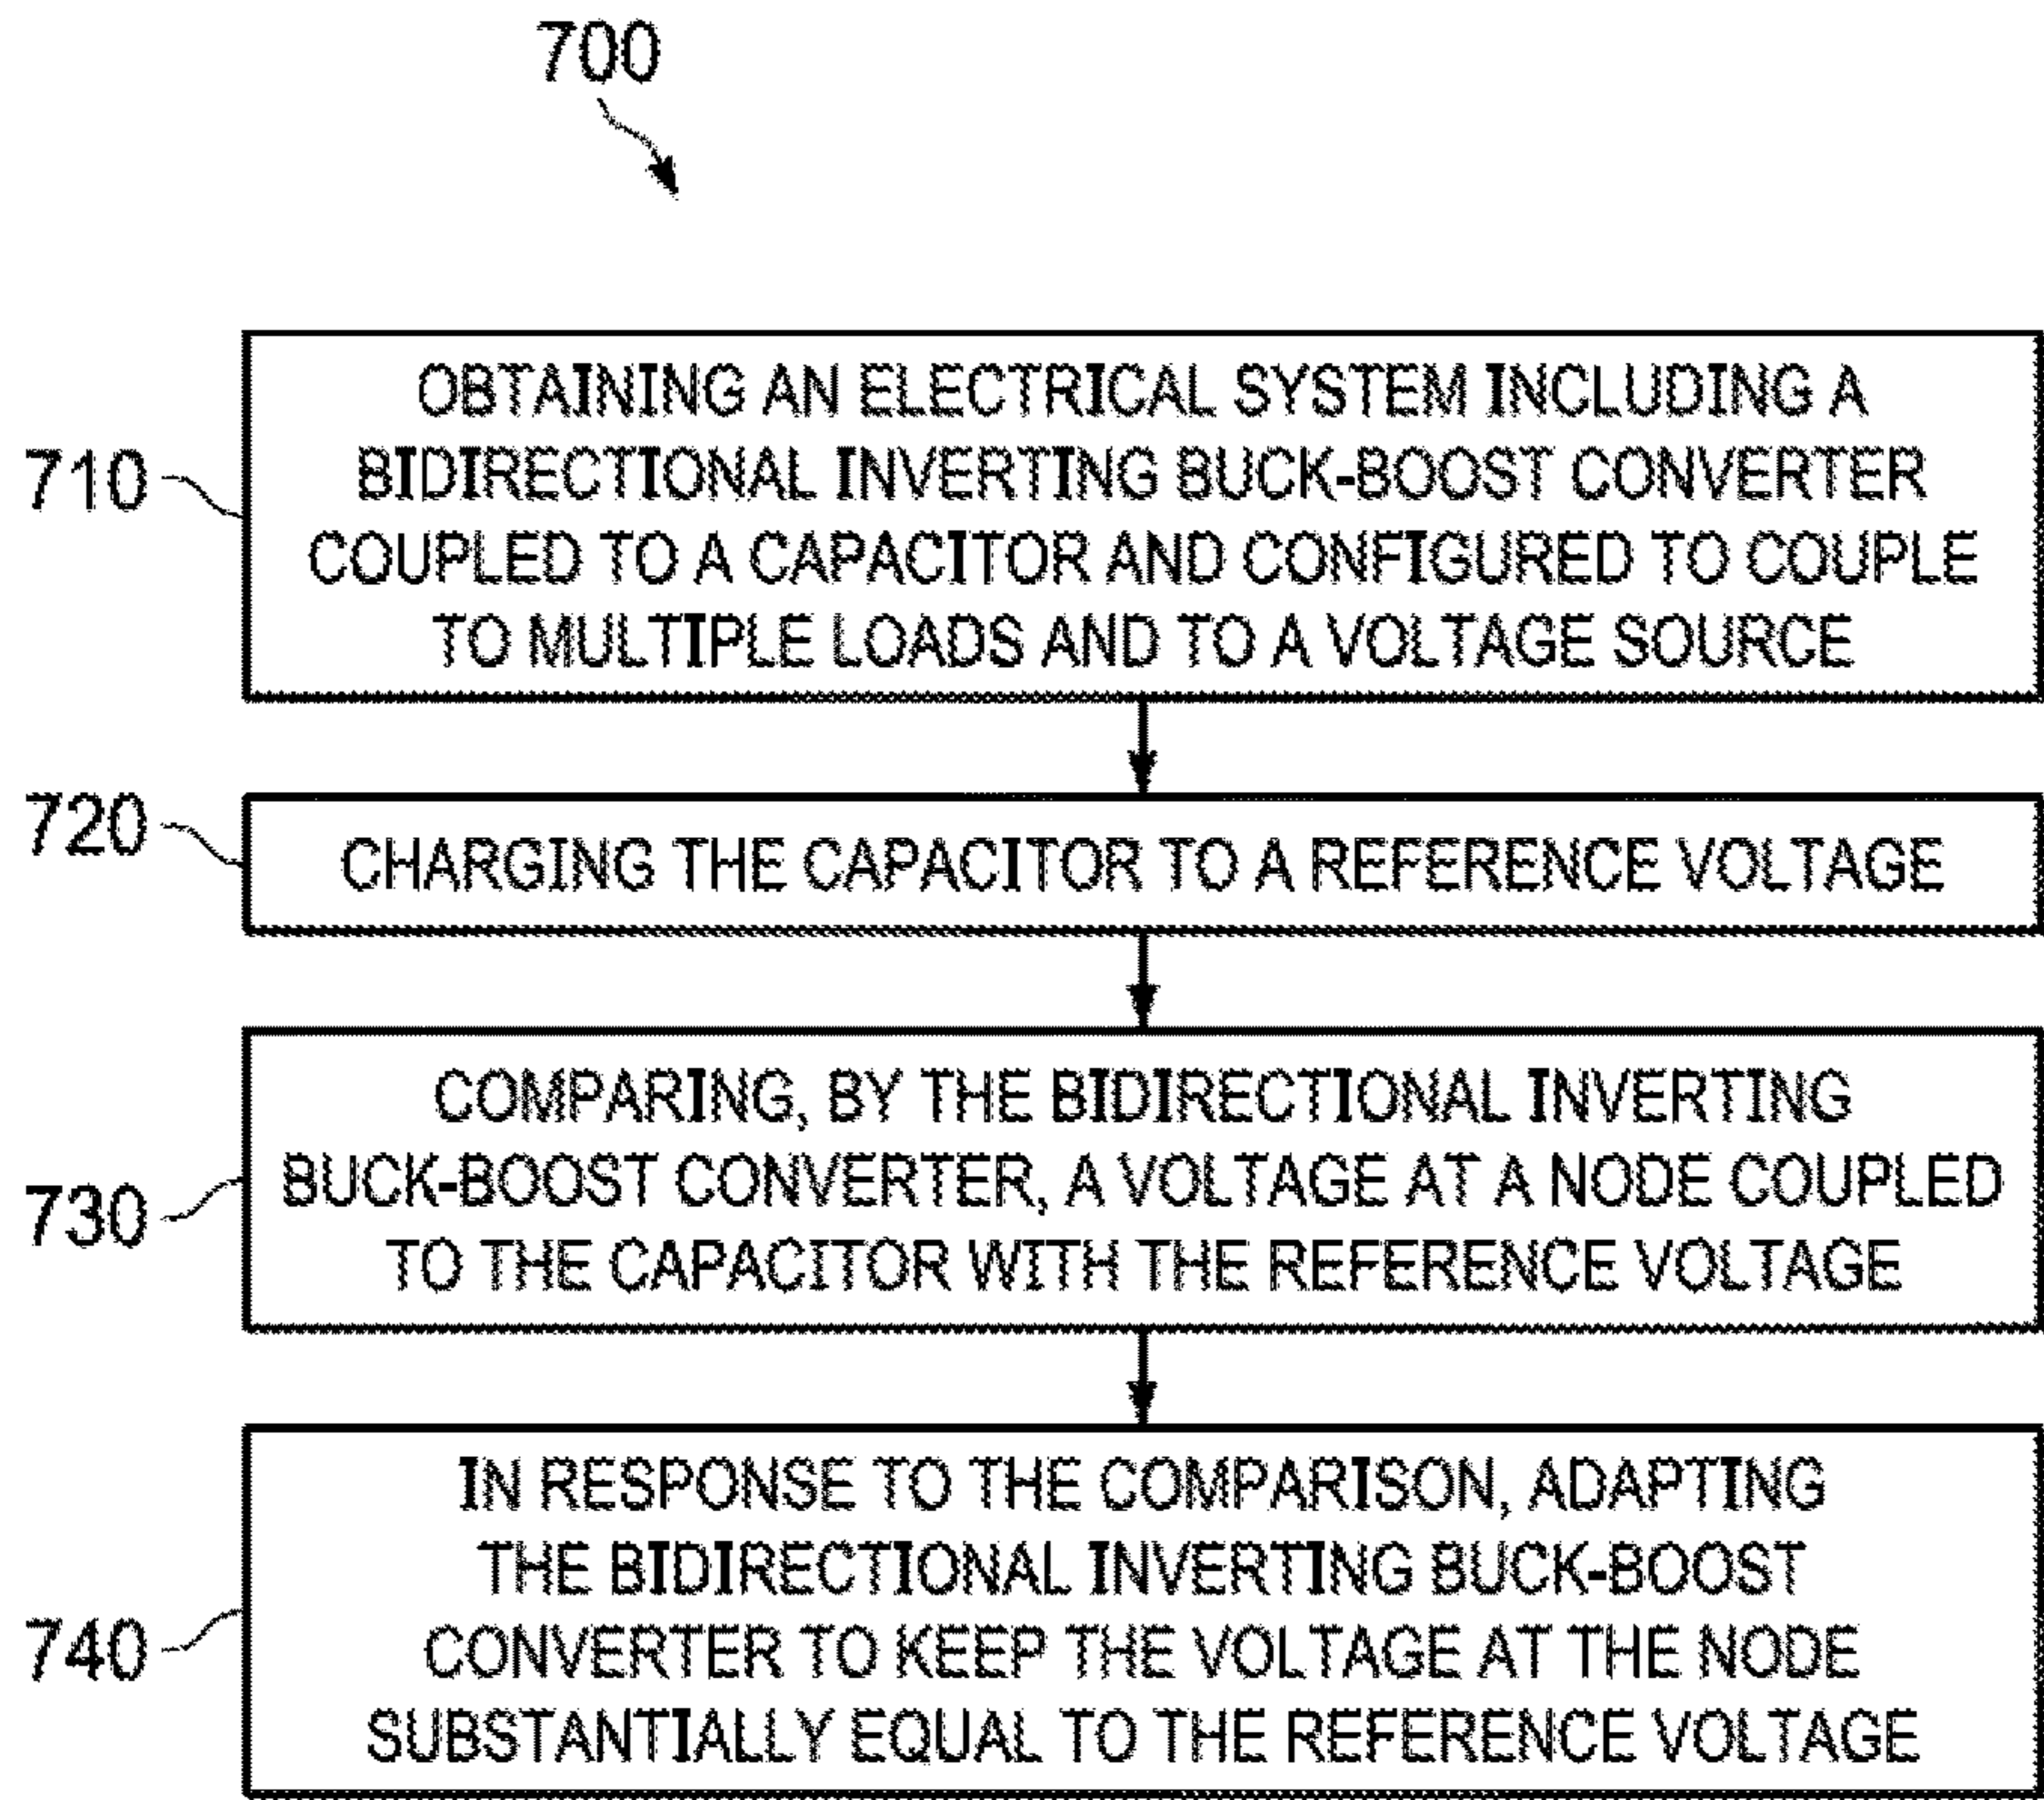 700
710
OBTAINING AN ELECTRICAL SYSTEM INCLUDING A
BIDIRECTIONAL INVERTING BUCK-BOOST CONVERTER
COUPLED TO A CAPACITOR AND CONFIGURED TO COUPLE
TO MULTIPLE LOADS AND TO A VOLTAGE SOURCE
720
CHARGING THE CAPACITOR TO A REFERENCE VOLTAGE
730
COMPARING, BY THE BIDIRECTIONAL INVERTING
BUCK-BOOST CONVERTER, A VOLTAGE AT A NODE COUPLED
TO THE CAPACITOR WITH THE REFERENCE VOLTAGE
740
IN RESPONSE TO THE COMPARISON, ADAPTING
THE BIDIRECTIONAL INVERTING BUCK-BOOST
CONVERTER TO KEEP THE VOLTAGE AT THE NODE
SUBSTANTIALLY EQUAL TO THE REFERENCE VOLTAGE